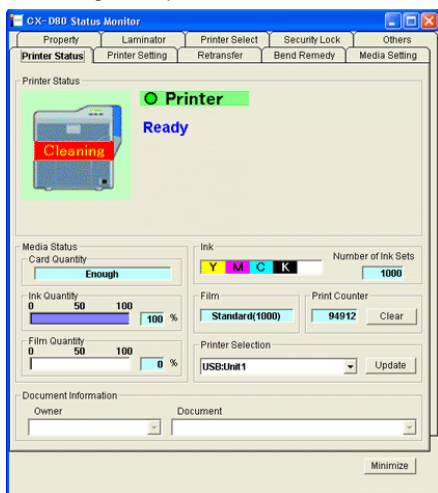 CX-D80 Status Monitor
Property Laminator Printer Select Security Lock Others
Printer Status Printer Setting Retransfer Bend Remedy Media Setting
Printer Status
Printer
Ready
Cleaning
Media Status
Card Quantity
Enough
Ink
Y M C K
Number of Ink Sets
1000
Ink Quantity
0 50 100
100 %
Film
Standard(1000)
Print Counter
94912 Clear
Film Quantity
0 50 100
0 %
Printer Selection
USB:Unit1 Update
Document Information
Owner Document
Minimize